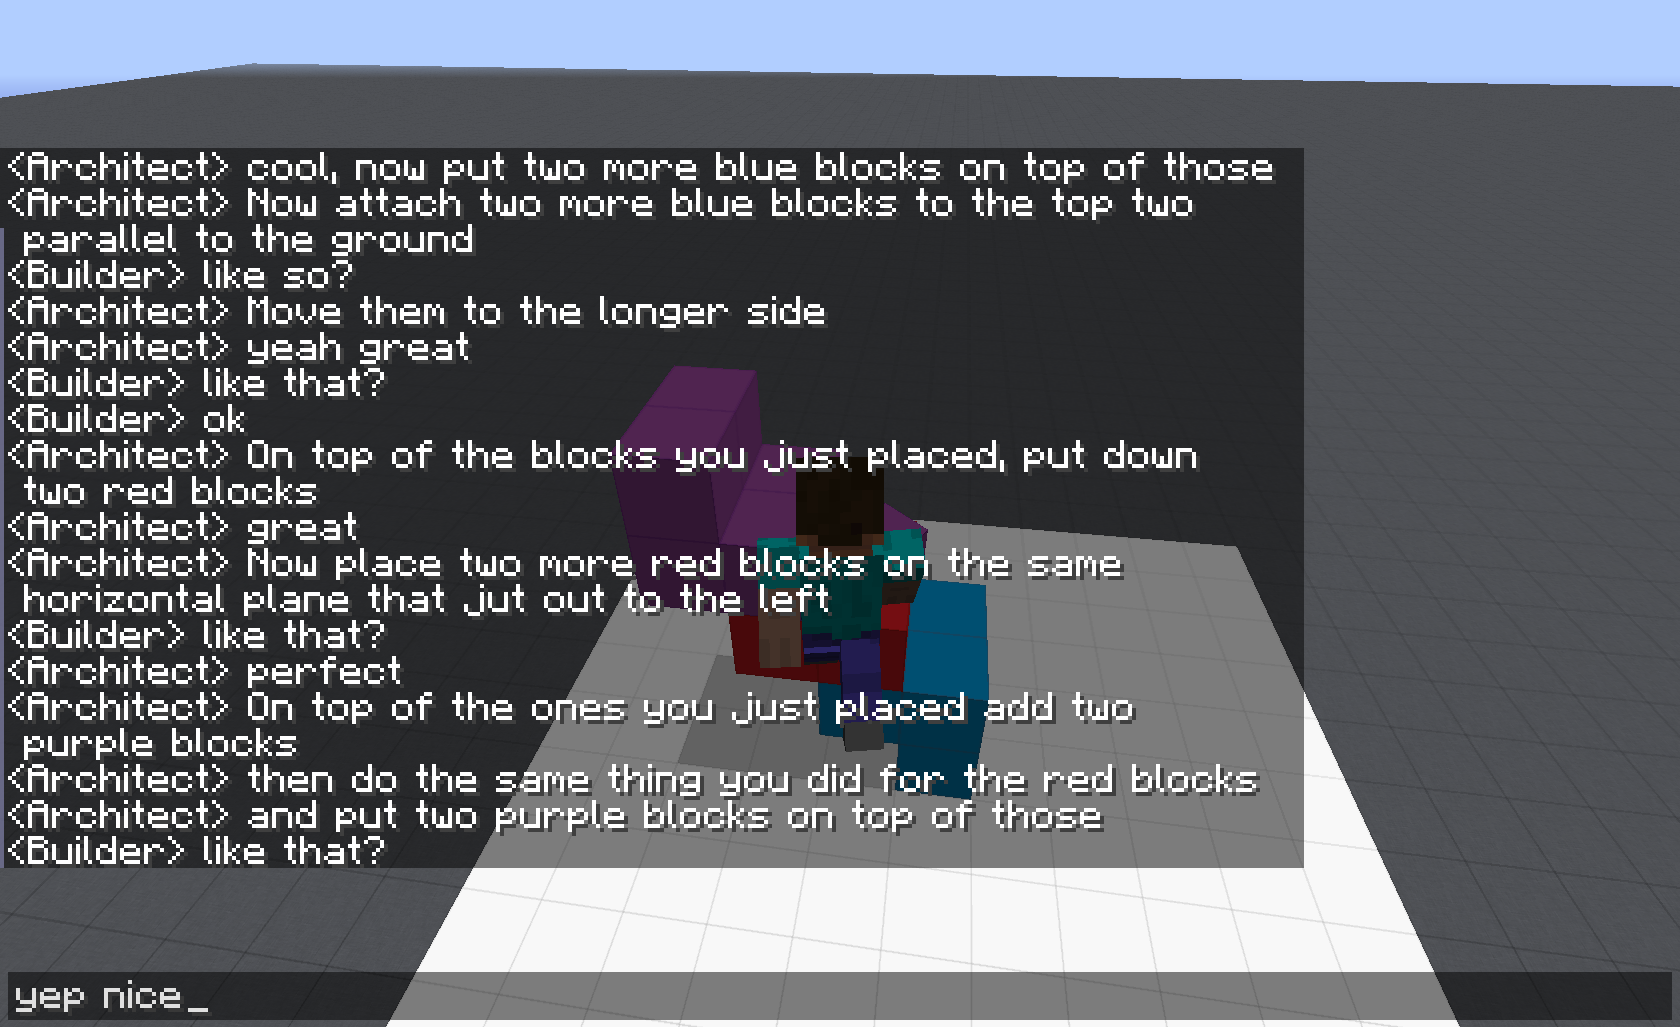 <Architect> cool, now put two more blue blocks on top of those
<Architect> Now attach two more blue blocks to the top two
parallel to the ground
<Builder> like so?
<Architect> Move them to the longer side
<Architect> yeah great
<Builder> like that?
<Builder> ok
<Architect> On top of the blocks you just placed, put down
two red blocks
<Architect> great
<Architect> Now place two more red blocks on the same
horizontal plane that jut out to the left
<Builder> like that?
<Architect> perfect
<Architect> On top of the ones you just placed add two
purple blocks
<Architect> then do the same thing you did for the red blocks
<Architect> and put two purple blocks on top of those
<Builder> like that?
yep nice_